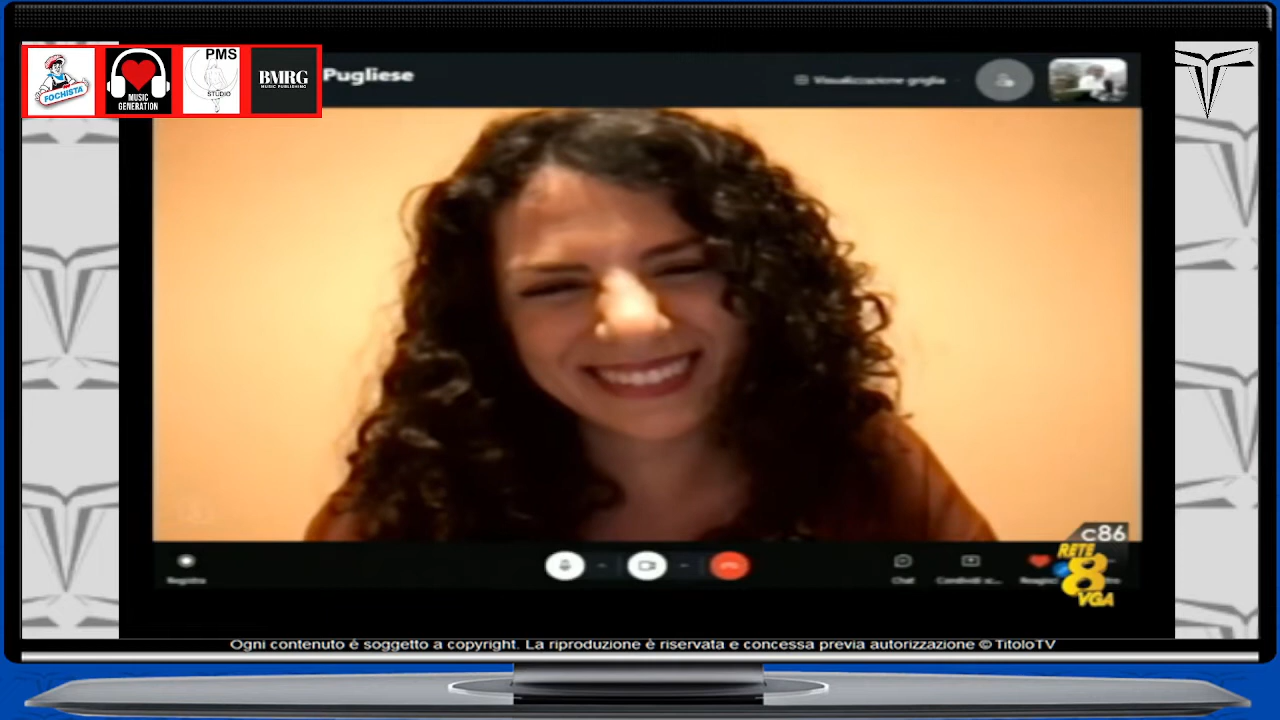 FOCHISTA
MUSIC
GENERATION
PMS
STUDIO
BMRG
MUSIC PUBLISHING
Pugliese
Visualizzazione griglia
Registra
Chat
c86
RETE
8
VGA
Ogni contenuto é soggetto a copyright. La riproduzione è riservata e concessa previa autorizzazione © TitoloTV